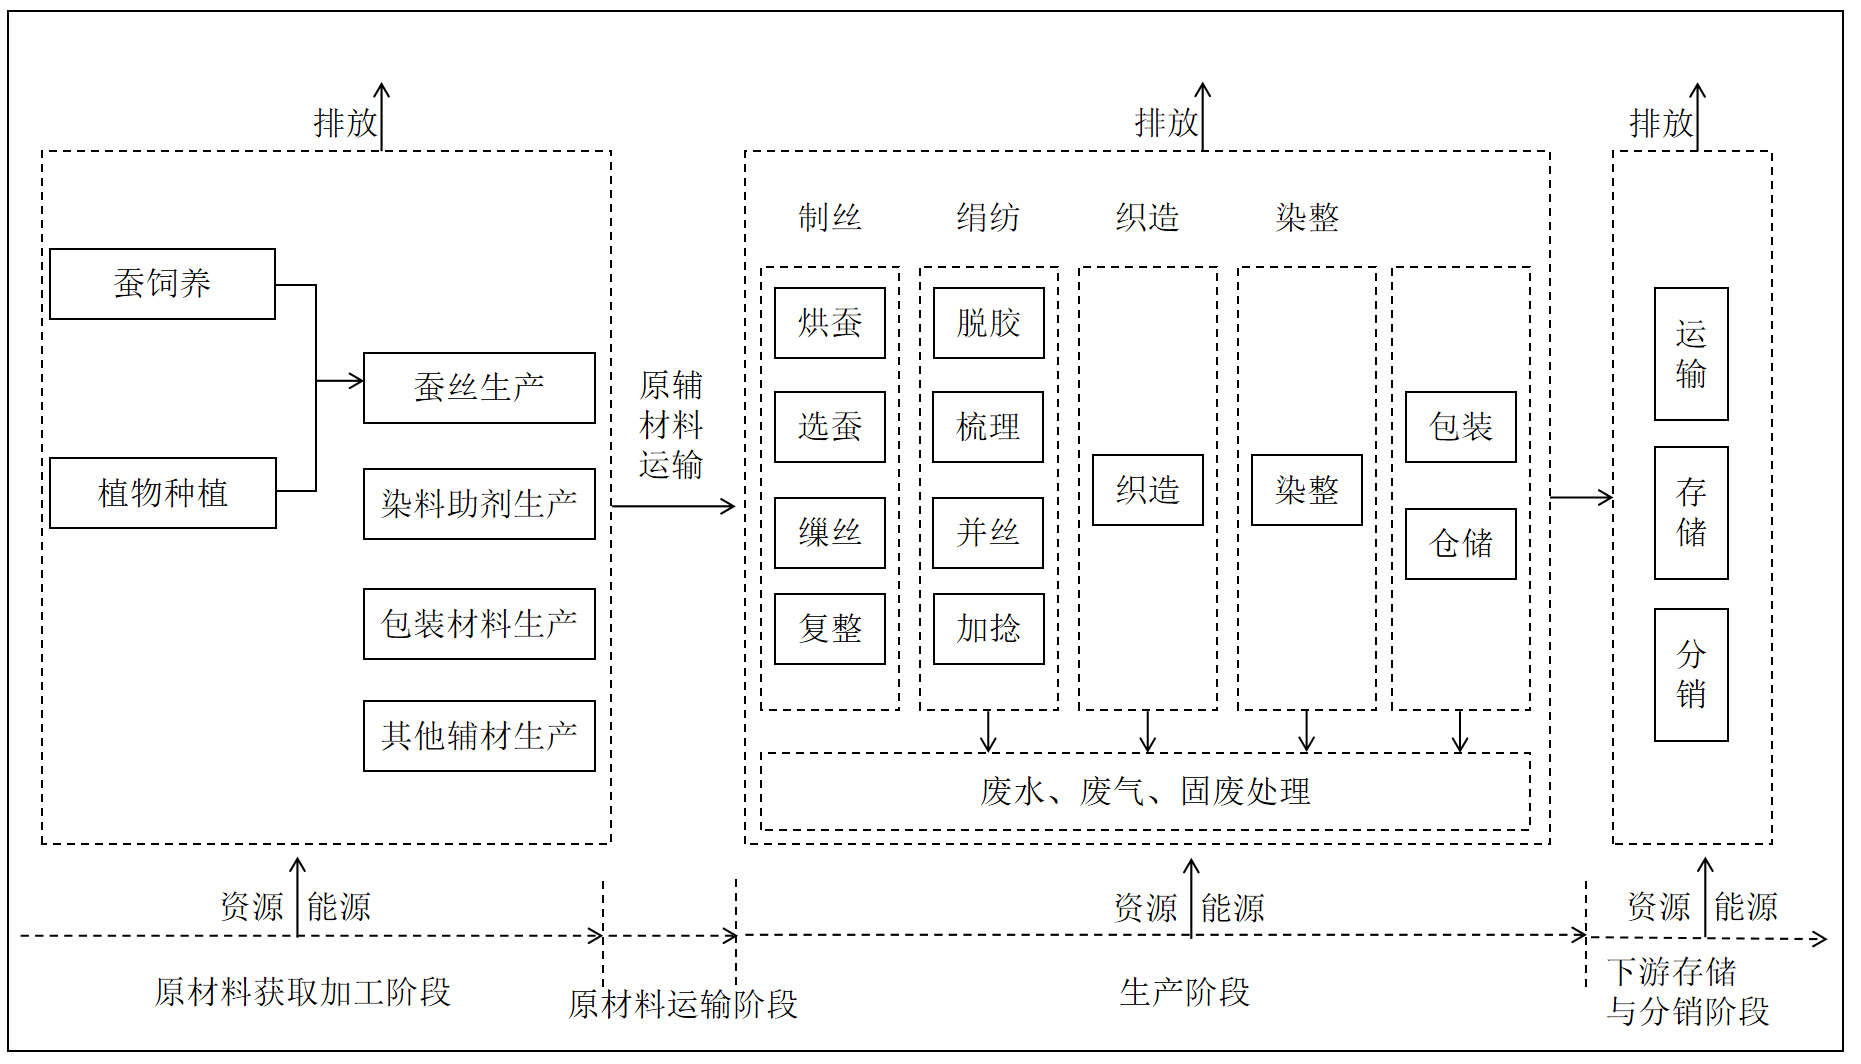 排放
排放
排放
蚕饲养
植物种植
蚕丝生产
染料助剂生产
包装材料生产
其他辅材生产
原辅
材料
运输
制丝
绢纺
织造
染整
烘蚕
选蚕
缫丝
复整
脱胶
梳理
并丝
加捻
织造
染整
包装
仓储
废水、废气、固废处理
运
输
存
储
分
销
资源
能源
资源
能源
资源
能源
原材料获取加工阶段
原材料运输阶段
生产阶段
下游存储
与分销阶段